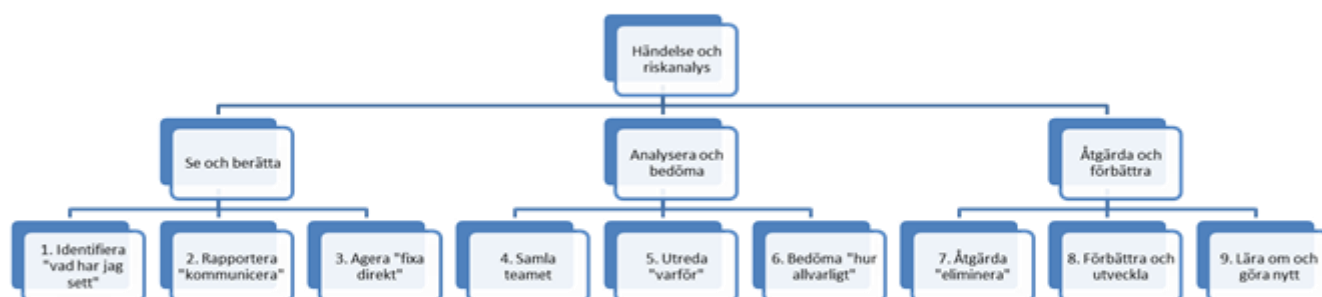 Händelse och
riskanalys
Se och berätta
Analysera och
bedöma
Åtgärda och
förbättra
1. Identifiera
"vad har jag
sett"
2. Rapportera
"kommunicera"
3. Agera "fixa
direkt"
4. Samla
teamet
5. Utreda
"varför"
6. Bedöma "hur
allvarligt"
7. Åtgärda
"eliminera"
8. Förbättra och
utveckla
9. Lära om och
göra nytt